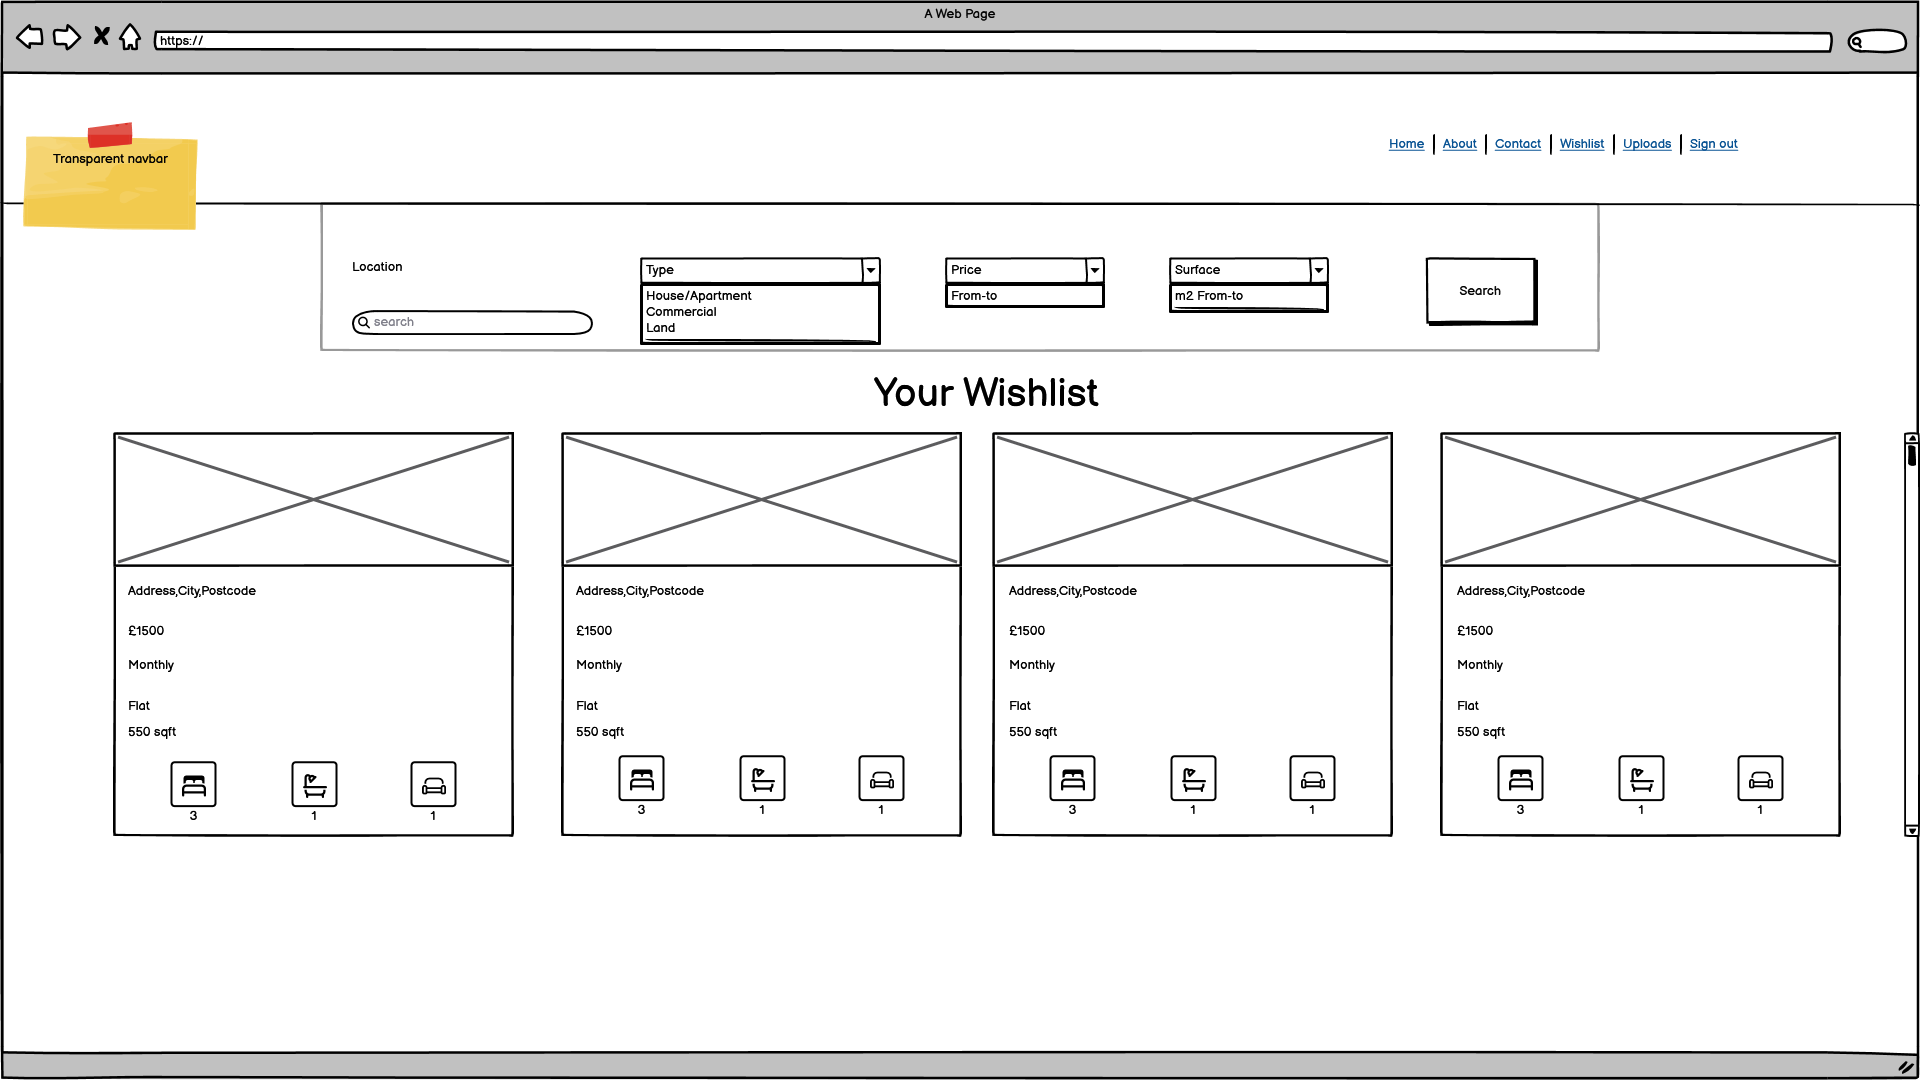 A Web Page
https://
Transparent navbar
Home
About
Contact
Wishlist
Uploads
Sign out
Location
search
Type
House/Apartment
Commercial
Land
Price
From-to
Surface
m2 From-to
Search
Your Wishlist
Address,City,Postcode
£1500
Monthly
Flat
550 sqft
3
1
1
Address,City,Postcode
£1500
Monthly
Flat
550 sqft
3
1
1
Address,City,Postcode
£1500
Monthly
Flat
550 sqft
3
1
1
Address,City,Postcode
£1500
Monthly
Flat
550 sqft
3
1
1